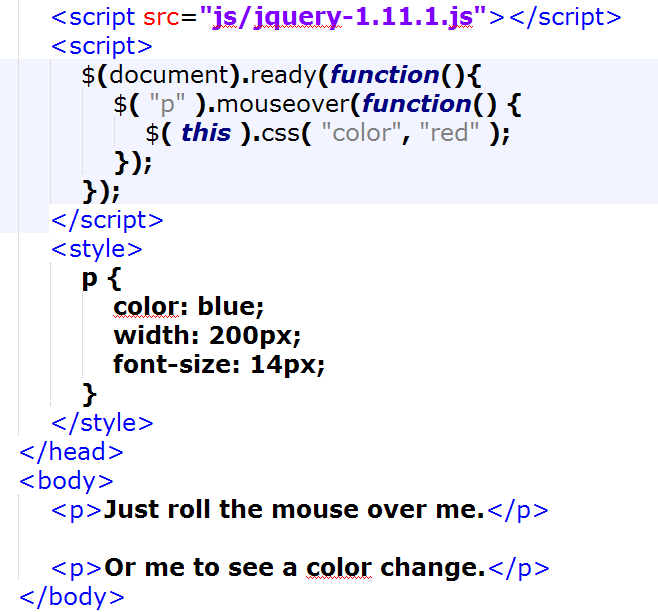 <script src="js/jquery-1.11.1.js"></script>
<script>
$(document).ready(function(){
$( "p" ).mouseover(function() {
$( this ).css( "color", "red" );
});
});
</script>
<style>
p {
color: blue;
width: 200px;
font-size: 14px;
}
</style>
</head>
<body>
<p>Just roll the mouse over me.</p>
<p>Or me to see a color change.</p>
</body>